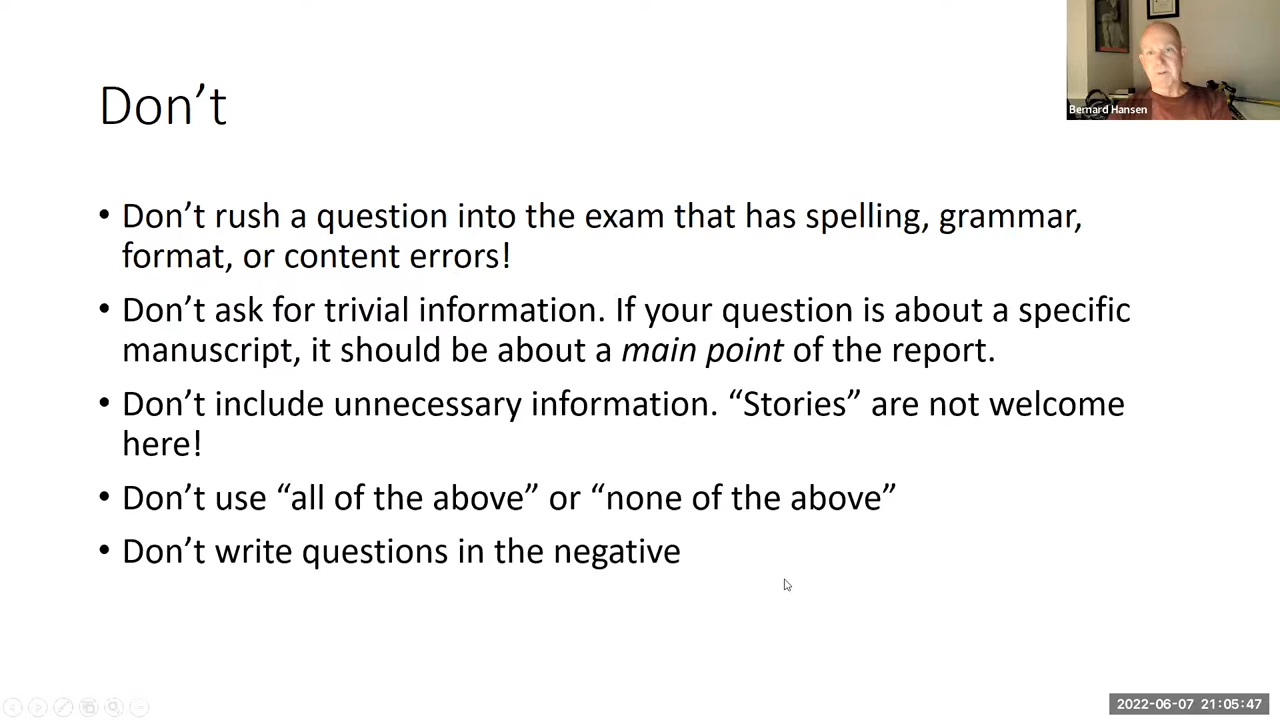 Bernard Hansen
Don’t
• Don’t rush a question into the exam that has spelling, grammar,
format, or content errors!
• Don’t ask for trivial information. If your question is about a specific
manuscript, it should be about a main point of the report.
• Don’t include unnecessary information. “Stories” are not welcome
here!
• Don’t use “all of the above” or “none of the above”
• Don’t write questions in the negative
2022-06-07 21:05:47